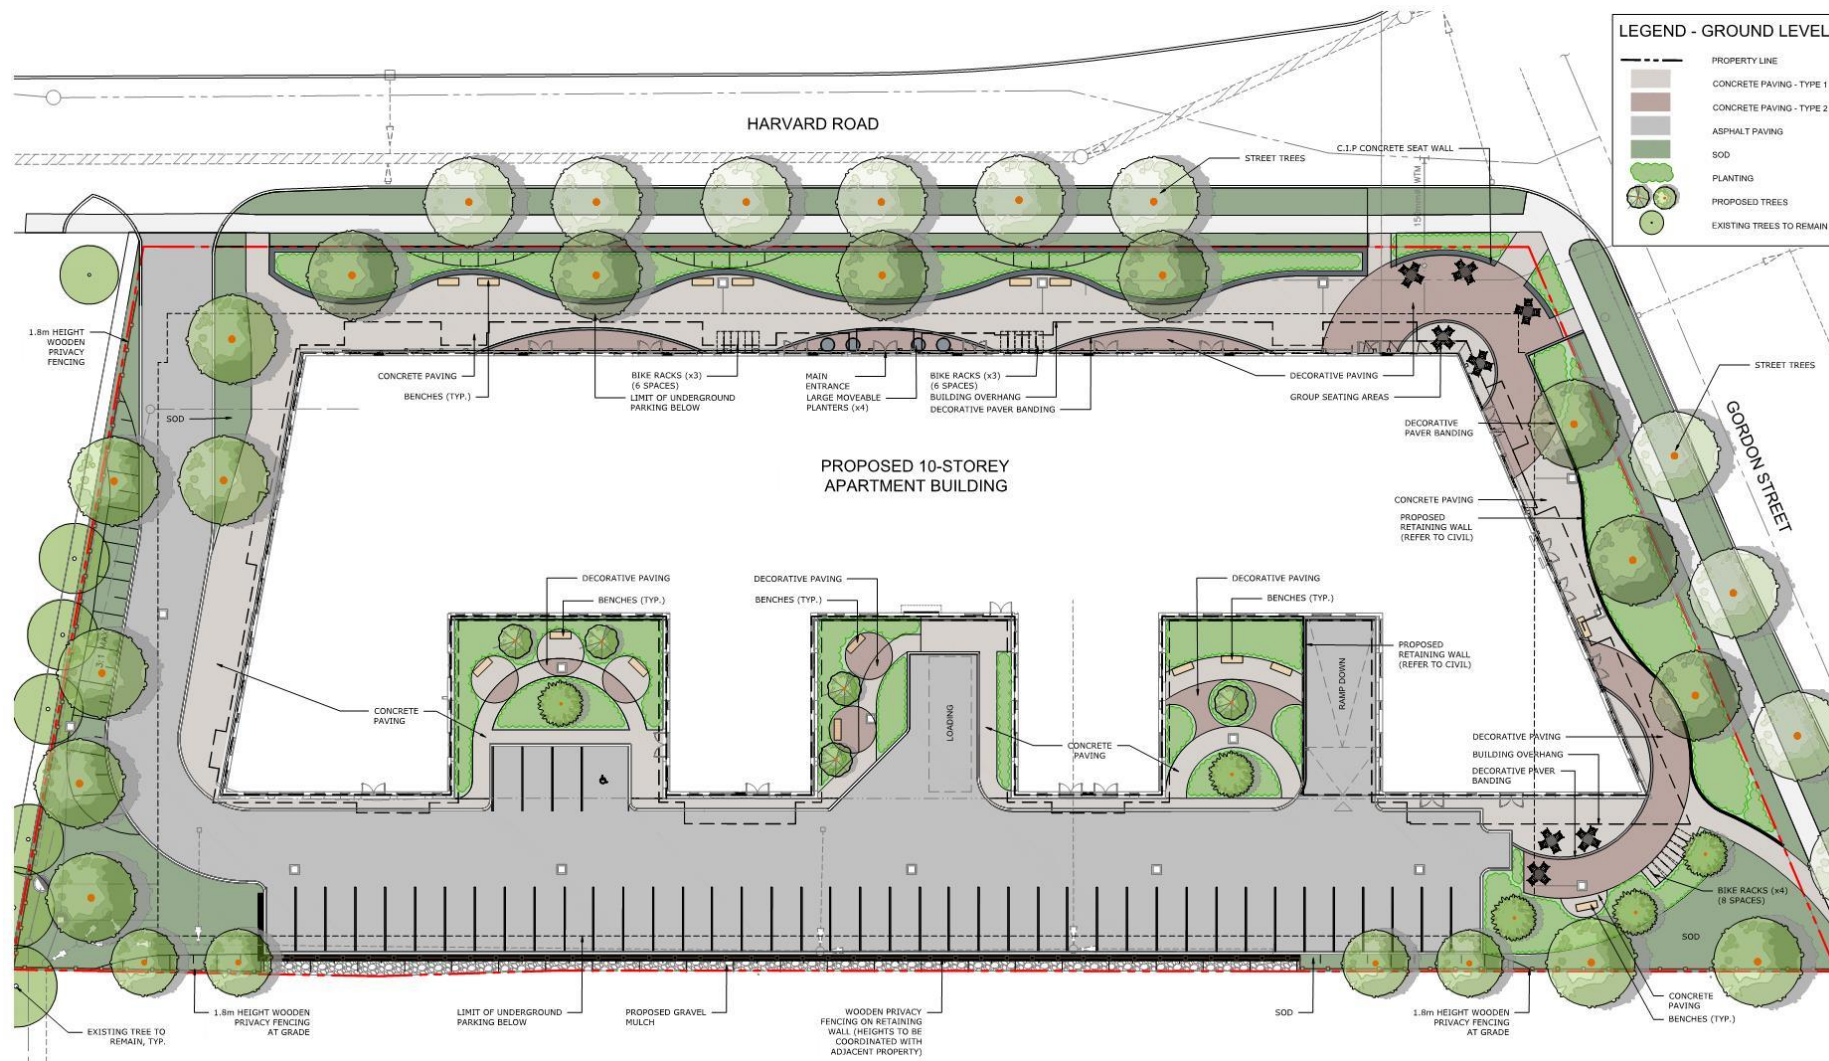 LEGEND - GROUND LEVEL
PROPERTY LINE
CONCRETE PAVING - TYPE 1
CONCRETE PAVING - TYPE 2
ASPHALT PAVING
SOD
PLANTING
PROPOSED TREES
EXISTING TREES TO REMAIN
HARVARD ROAD
STREET TREES
C.I.P CONCRETE SEAT WALL
1.8m HEIGHT
WOODEN
PRIVACY
FENCING
CONCRETE PAVING
BENCHES (TYP.)
BIKE RACKS (x3)
(6 SPACES)
LIMIT OF UNDERGROUND
PARKING BELOW
MAIN
ENTRANCE
LARGE MOVEABLE
PLANTERS (x4)
BIKE RACKS (x3)
(6 SPACES)
BUILDING OVERHANG
DECORATIVE PAVER BANDING
DECORATIVE PAVING
GROUP SEATING AREAS
STREET TREES
SOD
DECORATIVE
PAVER BANDING
GORDON STREET
PROPOSED 10-STOREY
APARTMENT BUILDING
CONCRETE PAVING
PROPOSED
RETAINING WALL
(REFER TO CIVIL)
DECORATIVE PAVING
BENCHES (TYP.)
DECORATIVE PAVING
BENCHES (TYP.)
DECORATIVE PAVING
BENCHES (TYP.)
PROPOSED
RETAINING WALL
(REFER TO CIVIL)
RAMP DOWN
LOADING
CONCRETE
PAVING
CONCRETE
PAVING
DECORATIVE PAVING
BUILDING OVERHANG
DECORATIVE PAVER
BANDING
BIKE RACKS (x4)
(8 SPACES)
SOD
EXISTING TREE TO
REMAIN, TYP.
1.8m HEIGHT WOODEN
PRIVACY FENCING
AT GRADE
LIMIT OF UNDERGROUND
PARKING BELOW
PROPOSED GRAVEL
MULCH
WOODEN PRIVACY
FENCING ON RETAINING
WALL (HEIGHTS TO BE
COORDINATED WITH
ADJACENT PROPERTY)
SOD
1.8m HEIGHT WOODEN
PRIVACY FENCING
AT GRADE
CONCRETE
PAVING
BENCHES (TYP.)